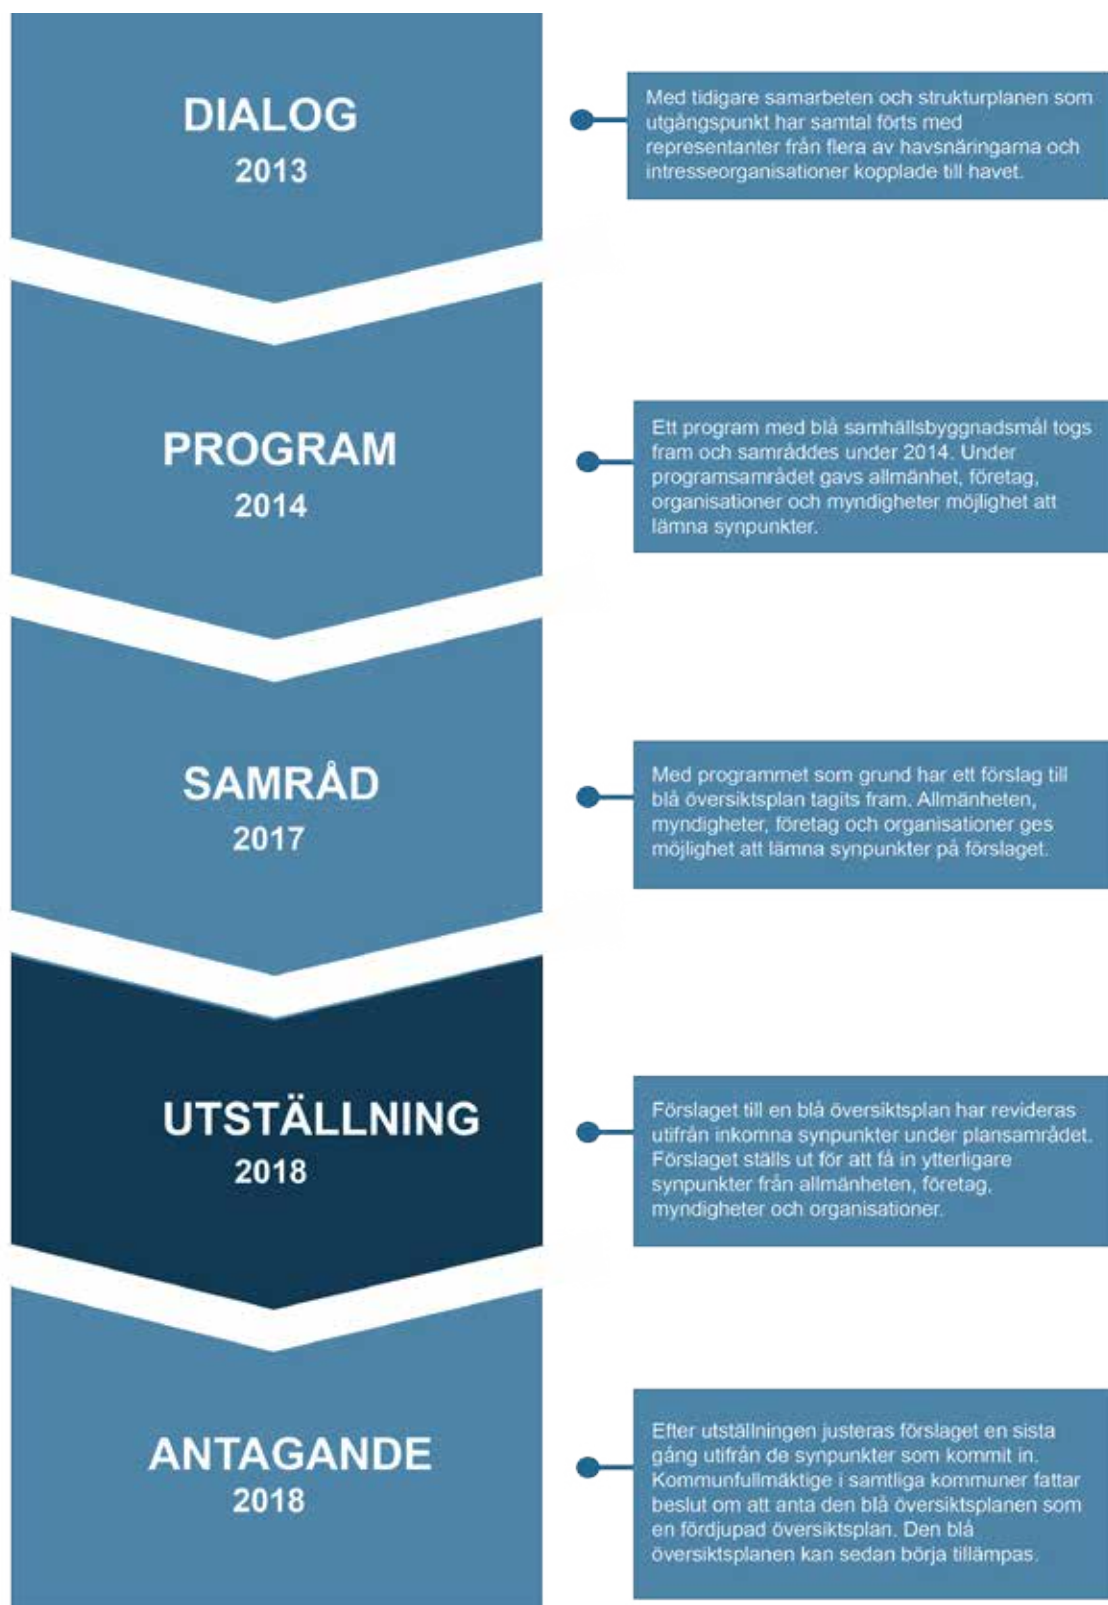 DIALOG
2013
Med tidigare samarbeten och strukturplanen som
utgångspunkt har samtal förts med
representanter från flera av havsnäringarna och
intresseorganisationer kopplade till havet.
PROGRAM
2014
Ett program med blå samhällsbyggnadsmål togs
fram och samråddes under 2014. Under
programsamrådet gavs allmänhet, företag,
organisationer och myndigheter möjlighet att
lämna synpunkter.
SAMRÅD
2017
Med programmet som grund har ett förslag till
blå översiktsplan tagits fram. Allmänheten,
myndigheter, företag och organisationer ges
möjlighet att lämna synpunkter på förslaget.
UTSTÄLLNING
2018
Förslaget till en blå översiktsplan har revideras
utifrån inkomna synpunkter under plansamrådet.
Förslaget ställs ut för att få in ytterligare
synpunkter från allmänheten, företag,
myndigheter och organisationer.
ANTAGANDE
2018
Efter utställningen justeras förslaget en sista
gång utifrån de synpunkter som kommit in.
Kommunfullmäktige i samtliga kommuner fattar
beslut om att anta den blå översiktsplanen som
en fördjupad översiktsplan. Den blå
översiktsplanen kan sedan börja tillämpas.